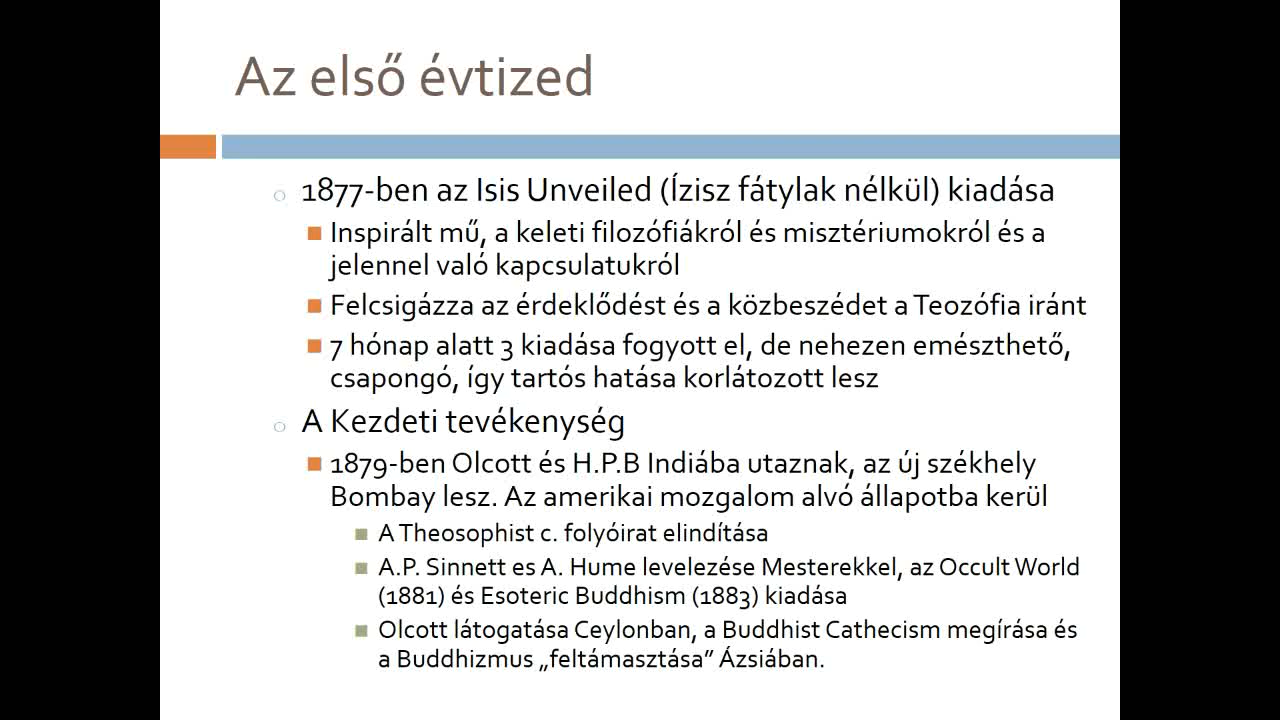 Az első évtized
1877-ben az Isis Unveiled (Ízisz fátylak nélkül) kiadása
Inspirált mű, a keleti filozófiákról és misztériumokról és a
jelennel való kapcsulatukról
Felcsigázza az érdeklődést és a közbeszédet a Teozófia iránt
7 hónap alatt 3 kiadása fogyott el, de nehezen emészthető,
csapongó, így tartós hatása korlátozott lesz
A Kezdeti tevékenység
1879-ben Olcott és H.P.B Indiába utaznak, az új székhely
Bombay lesz. Az amerikai mozgalom alvó állapotba kerül
A Theosophist c. folyóirat elindítása
A.P. Sinnett es A. Hume levelezése Mesterekkel, az Occult World
(1881) és Esoteric Buddhism (1883) kiadása
Olcott látogatása Ceylonban, a Buddhist Cathecism megírása és
a Buddhizmus „feltámasztása” Ázsiában.